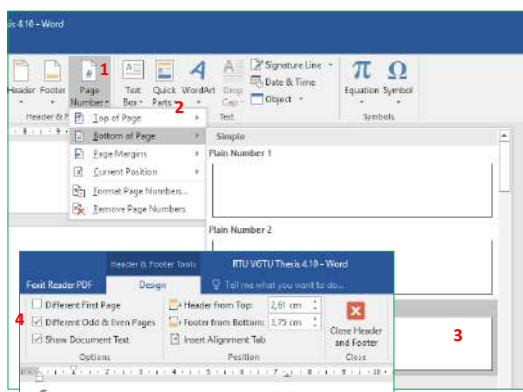 is 4.10 - Word
1
Header Footer Page Number
Text Box Quick Parts WordArt Drop Cap
Signature Line
Date & Time
Object
Equation Symbol
2
Header & F
Text
Symbols
Top of Page
Bottom of Page
Page Margins
Current Position
Format Page Numbers...
Remove Page Numbers
Simple
Plain Number 1
Plain Number 2
3
Header & Footer Tools RTU VGTU Thesis 4.10 - Word
Foxit Reader PDF Design Tell me what you want to do...
4
Different First Page
Different Odd & Even Pages
Show Document Text
Options
Header from Top: 2,61 cm
Footer from Bottom: 3,75 cm
Insert Alignment Tab
Position
Close Header and Footer
Close